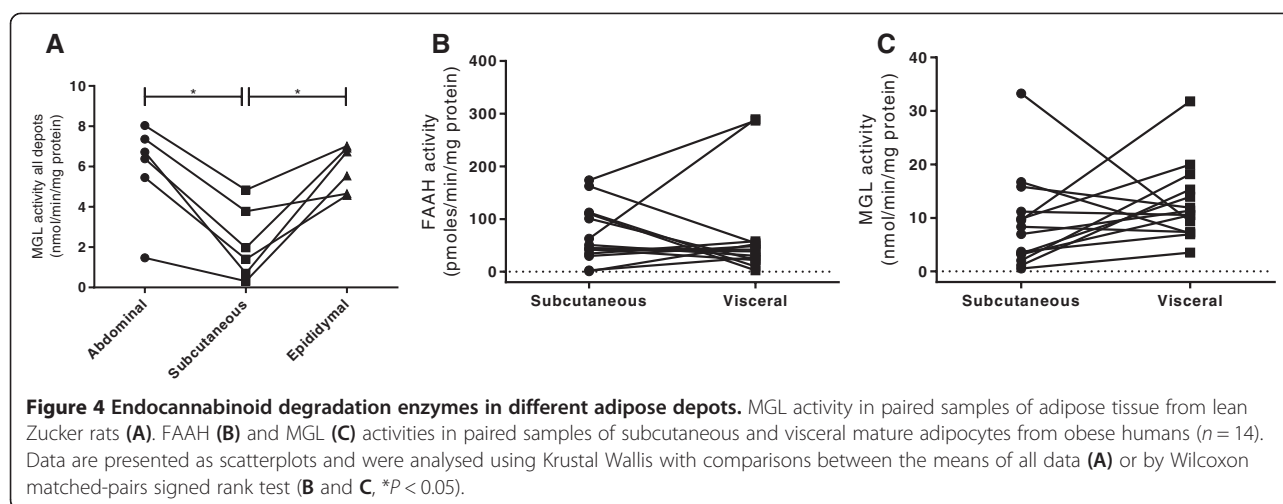 A
MGL activity all depots
(nmol/min/mg protein)
10
8
6
4
2
0
*
*
Abdominal
Subcutaneous
Epididymal
B
FAAH activity
(pmoles/min/mg protein)
400
300
200
100
0
Subcutaneous
Visceral
C
MGL activity
(nmol/min/mg protein)
40
30
20
10
0
Subcutaneous
Visceral
Figure 4 Endocannabinoid degradation enzymes in different adipose depots. MGL activity in paired samples of adipose tissue from lean
Zucker rats (A). FAAH (B) and MGL (C) activities in paired samples of subcutaneous and visceral mature adipocytes from obese humans (n = 14).
Data are presented as scatterplots and were analysed using Krustal Wallis with comparisons between the means of all data (A) or by Wilcoxon
matched-pairs signed rank test (B and C, *P < 0.05).